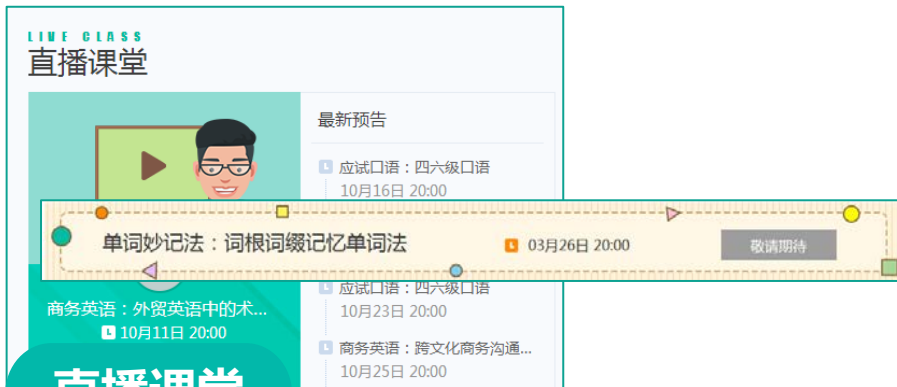 LIVE CLASS
直播课堂
最新预告
应试口语：四六级口语
10月16日 20:00
单词妙记法：词根词缀记忆单词法
03月26日 20:00
敬请期待
应试口语：四六级口语
10月23日 20:00
商务英语：外贸英语中的术...
10月11日 20:00
商务英语：跨文化商务沟通...
10月25日 20:00
直播课堂